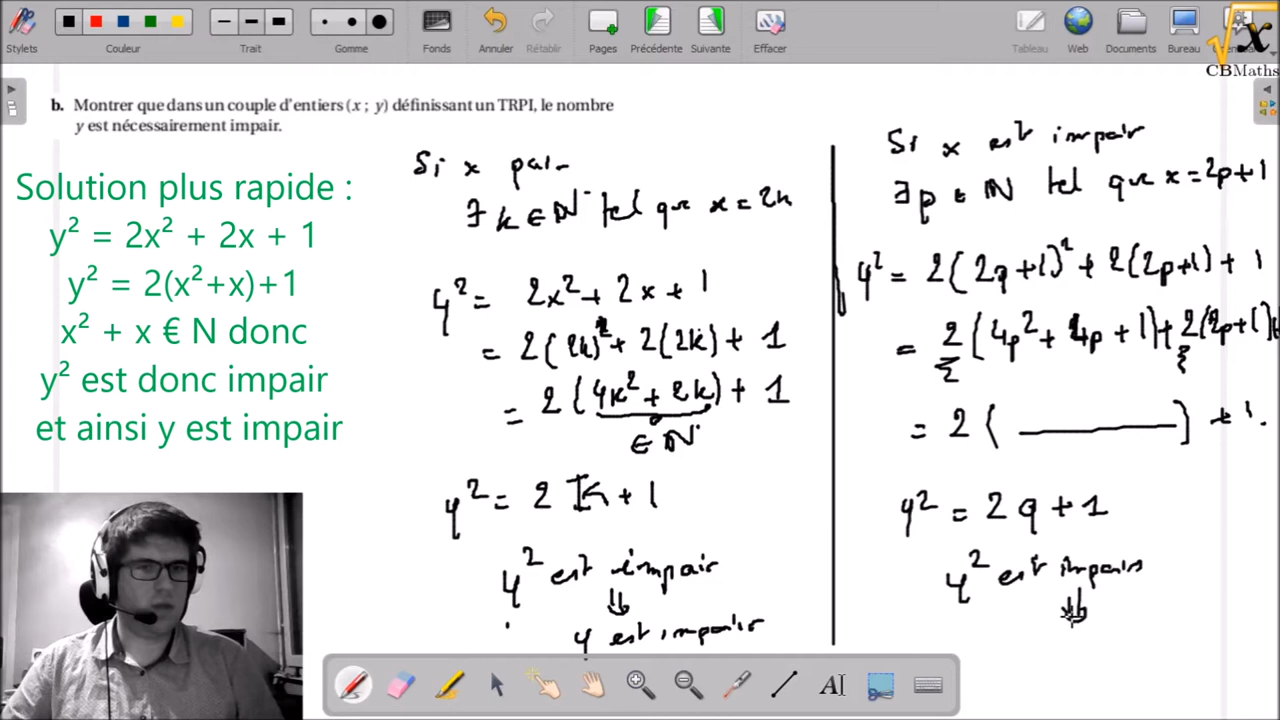 Stylets
Couleur
Trait
Gomme
Fonds
Annuler
Rétablir
Pages
Précédente
Suivante
Effacer
Tableau
Web
Documents
Bureau
CBMaths
b. Montrer que dans un couple d'entiers (x ; y) définissant un TRPI, le nombre
y est nécessairement impair.
Solution plus rapide :
y² = 2x² + 2x + 1
y² = 2(x²+x)+1
x² + x € N donc
y² est donc impair
et ainsi y est impair
Si x pair
∃ k ∈ ℕ tel que x = 2k
y² = 2x² + 2x + 1
= 2(2k)² + 2(2k) + 1
= 2(4k² + 2k) + 1
∈ ℕ
y² = 2 K + 1
y² est impair
⇓
y est impair
Si x est impair
∃ p ∈ ℕ tel que x = 2p+1
y² = 2(2p+1)² + 2(2p+1) + 1
= 2(4p² + 4p + 1) + 2(2p+1)+
= 2( ) + 1.
y² = 2q + 1
y² est impair
⇓
AI